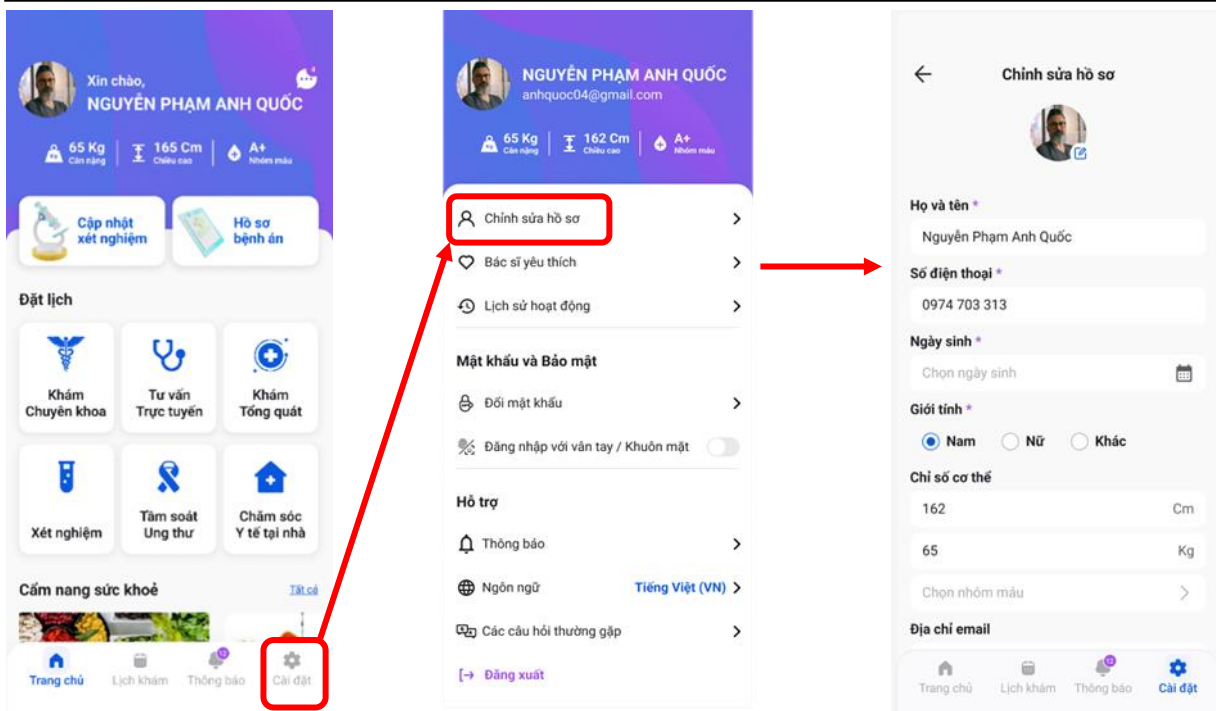 Xin chào,
NGUYỄN PHẠM ANH QUỐC
65 Kg
Cân nặng
165 Cm
Chiều cao
A+
Nhóm máu
Cập nhật
xét nghiệm
Hồ sơ
bệnh án
Đặt lịch
Khám
Chuyên khoa
Tư vấn
Trực tuyến
Khám
Tổng quát
Xét nghiệm
Tầm soát
Ung thư
Chăm sóc
Y tế tại nhà
Cẩm nang sức khoẻ
Tất cả
Trang chủ
Lịch khám
12
Thông báo
Cài đặt
NGUYỄN PHẠM ANH QUỐC
anhquoc04@gmail.com
65 Kg
Cân nặng
162 Cm
Chiều cao
A+
Nhóm máu
Chỉnh sửa hồ sơ
Bác sĩ yêu thích
Lịch sử hoạt động
Mật khẩu và Bảo mật
Đổi mật khẩu
Đăng nhập với vân tay / Khuôn mặt
Hỗ trợ
Thông báo
Ngôn ngữ Tiếng Việt (VN)
Các câu hỏi thường gặp
Đăng xuất
Chỉnh sửa hồ sơ
Họ và tên *
Nguyễn Phạm Anh Quốc
Số điện thoại *
0974 703 313
Ngày sinh *
Chọn ngày sinh
Giới tính *
Nam Nữ Khác
Chỉ số cơ thể
162 Cm
65 Kg
Chọn nhóm máu
Địa chỉ email
Trang chủ
Lịch khám
12
Thông báo
Cài đặt